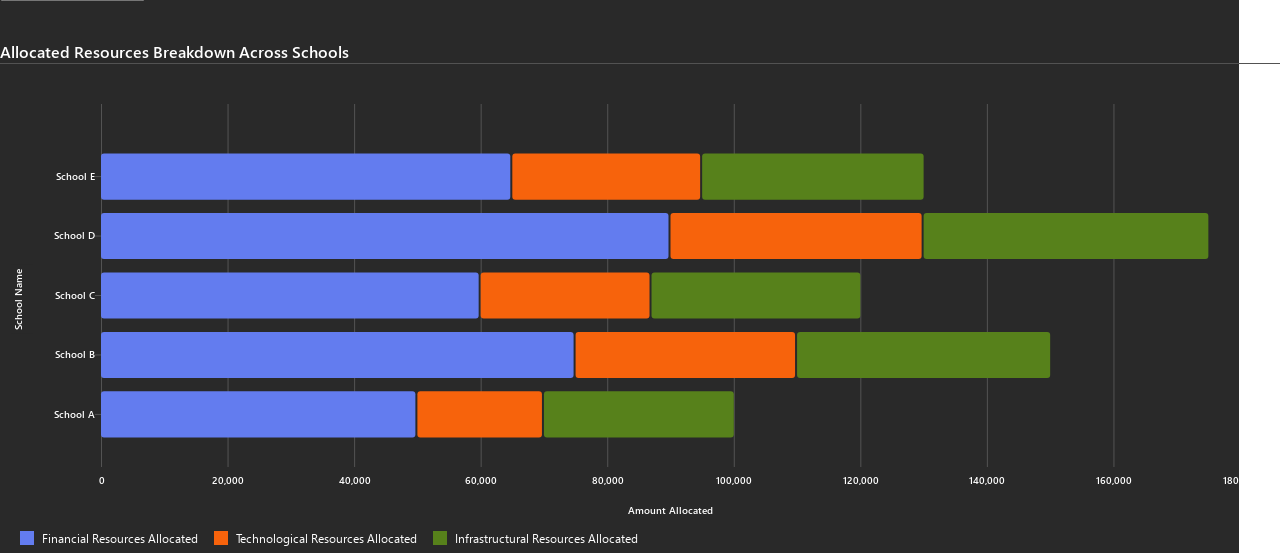 Allocated Resources Breakdown Across Schools
School E
School D
School C
School B
School A
School Name
0
20,000
40,000
60,000
80,000
100,000
120,000
140,000
160,000
180
Amount Allocated
Financial Resources Allocated
Technological Resources Allocated
Infrastructural Resources Allocated